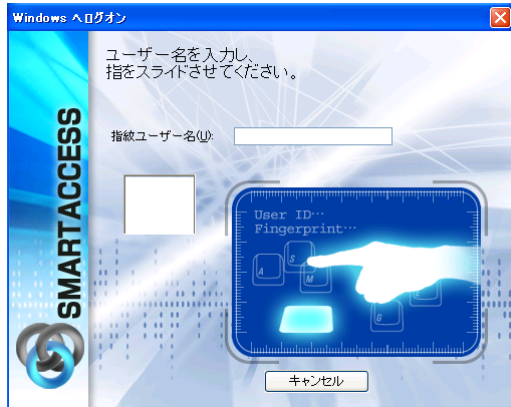 Windows へログオン
ユーザー名を入力し、
指をスライドさせてください。
指紋ユーザー名(U):
SMARTACCESS
User ID…
Fingerprint…
A
S
M
G
キャンセル